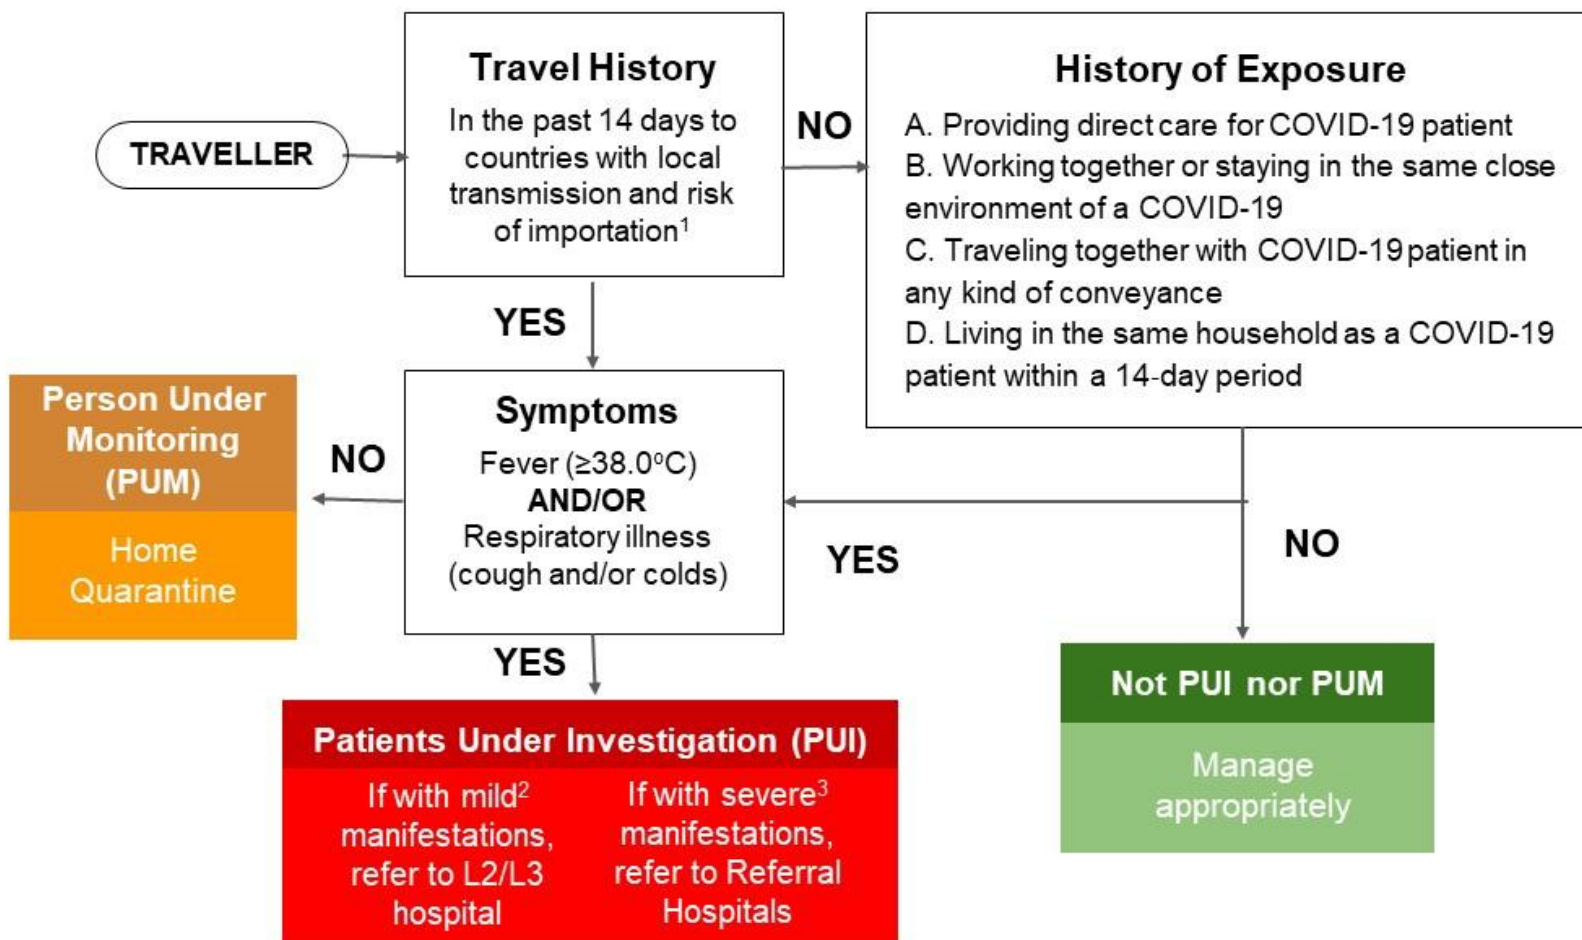 TRAVELLER
Travel History
In the past 14 days to
countries with local
transmission and risk
of importation¹
NO
History of Exposure
A. Providing direct care for COVID-19 patient
B. Working together or staying in the same close
environment of a COVID-19
C. Traveling together with COVID-19 patient in
any kind of conveyance
D. Living in the same household as a COVID-19
patient within a 14-day period
YES
Symptoms
Fever (≥38.0ºC)
AND/OR
Respiratory illness
(cough and/or colds)
NO
Person Under
Monitoring
(PUM)
Home
Quarantine
YES
NO
YES
Patients Under Investigation (PUI)
If with mild²
manifestations,
refer to L2/L3
hospital
If with severe³
manifestations,
refer to Referral
Hospitals
Not PUI nor PUM
Manage
appropriately